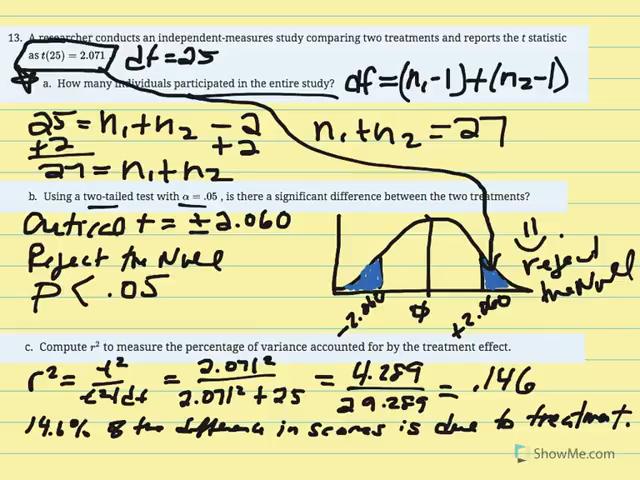 13. A researcher conducts an independent-measures study comparing two treatments and reports the t statistic
as t(25) = 2.071 df = 25
a. How many individuals participated in the entire study? df = (n₁-1)+(n₂-1)
25 = n₁+n₂ - 2 n₁+n₂ = 27
+2 +2
27 = n₁+n₂
b. Using a two-tailed test with α = .05 , is there a significant difference between the two treatments?
t = ± 2.060
Reject the Null
P < .05
reject
the Null
-2.060 +2.060
c. Compute r² to measure the percentage of variance accounted for by the treatment effect.
r² = t²/t²+df = 2.071²/2.071² + 25 = 4.289/29.289 = .146
14.6% of the difference in scores is due to treatment.
ShowMe.com